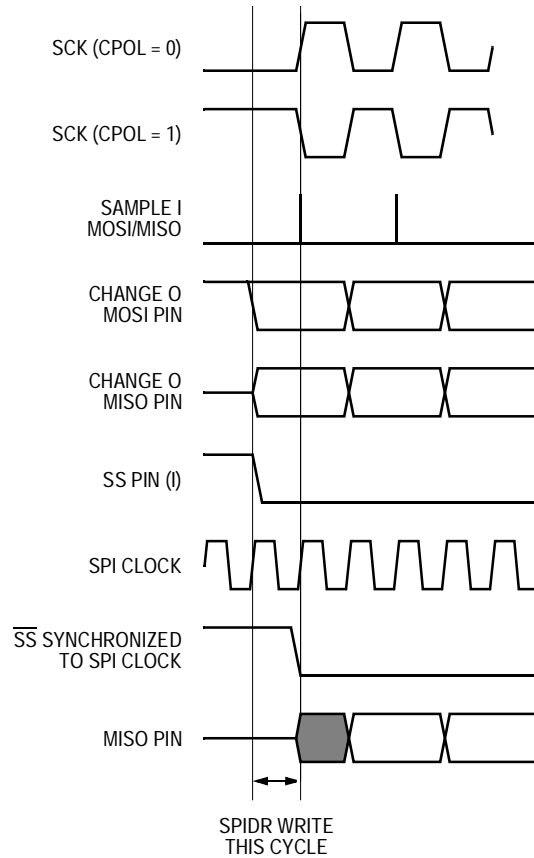 SCK (CPOL = 0)
SCK (CPOL = 1)
SAMPLE I
MOSI/MISO
CHANGE O
MOSI PIN
CHANGE O
MISO PIN
SS PIN (I)
SPI CLOCK
S̅S̅ SYNCHRONIZED
TO SPI CLOCK
MISO PIN
SPIDR WRITE
THIS CYCLE